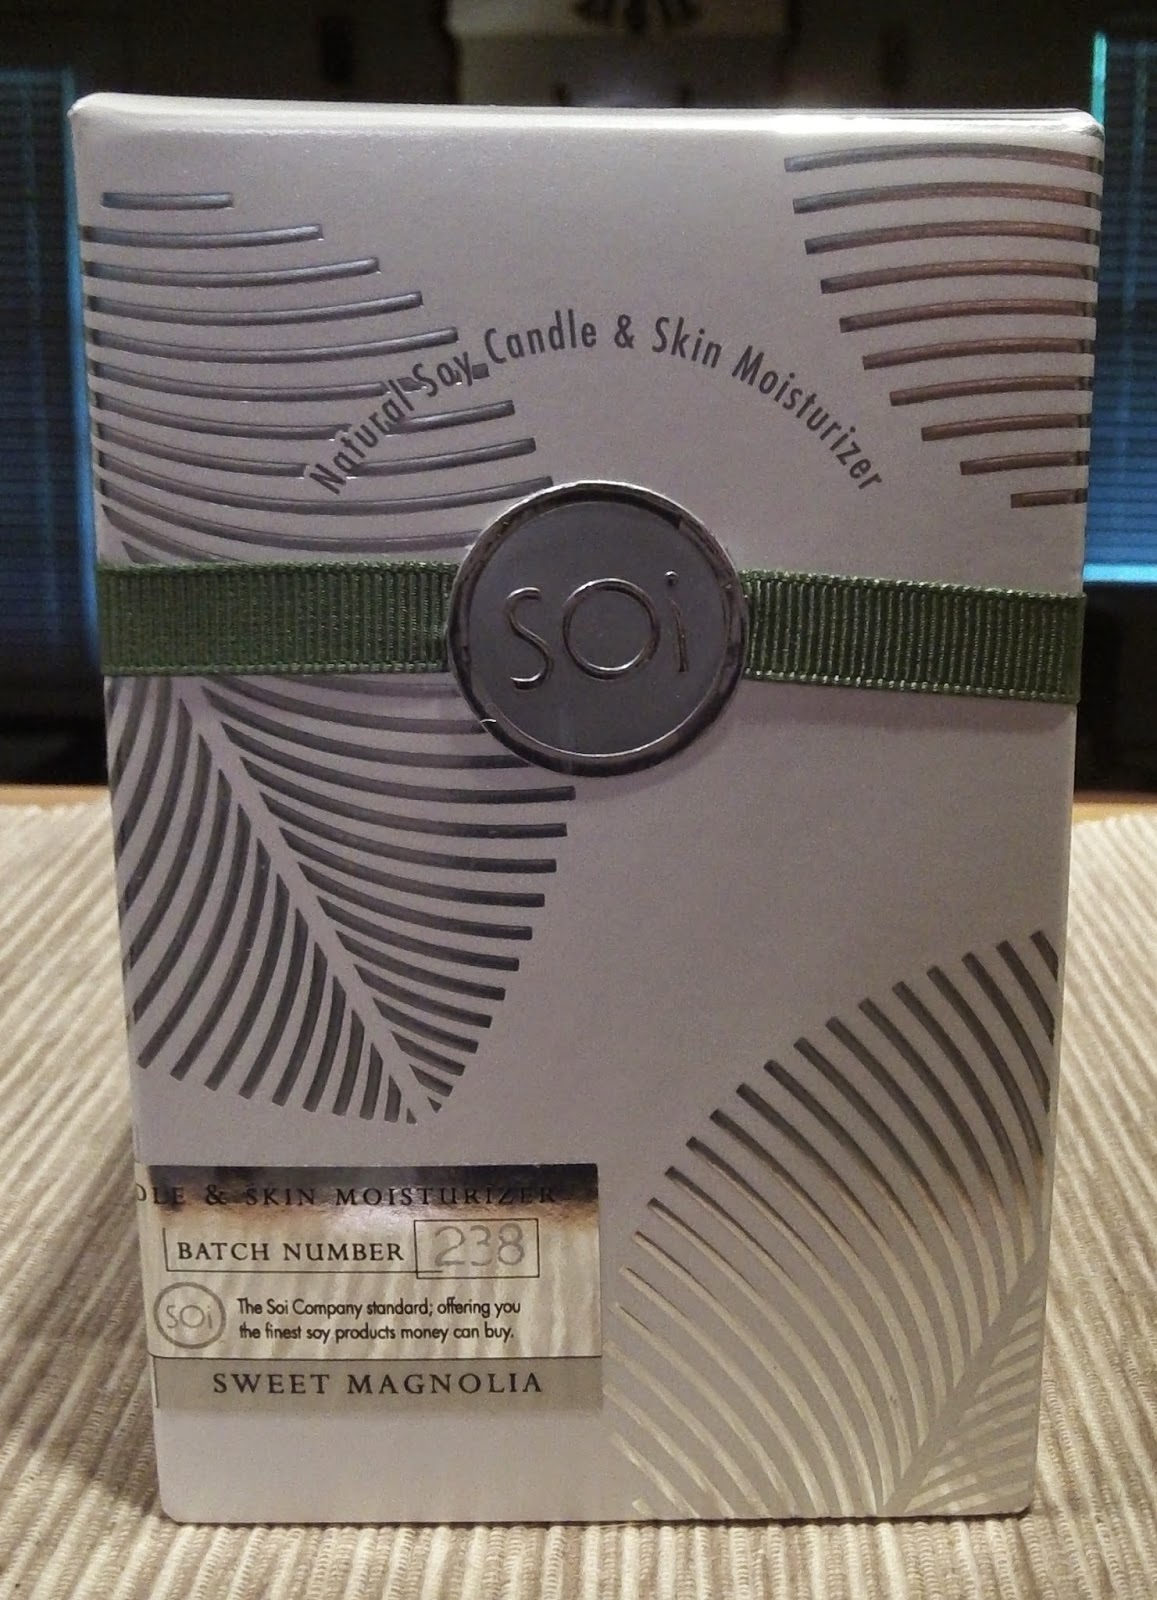 Natural Soy Candle & Skin Moisturizer
soi
DLE & SKIN MOISTURIZER
BATCH NUMBER 238
soi
The Soi Company standard; offering you
the finest soy products money can buy.
SWEET MAGNOLIA